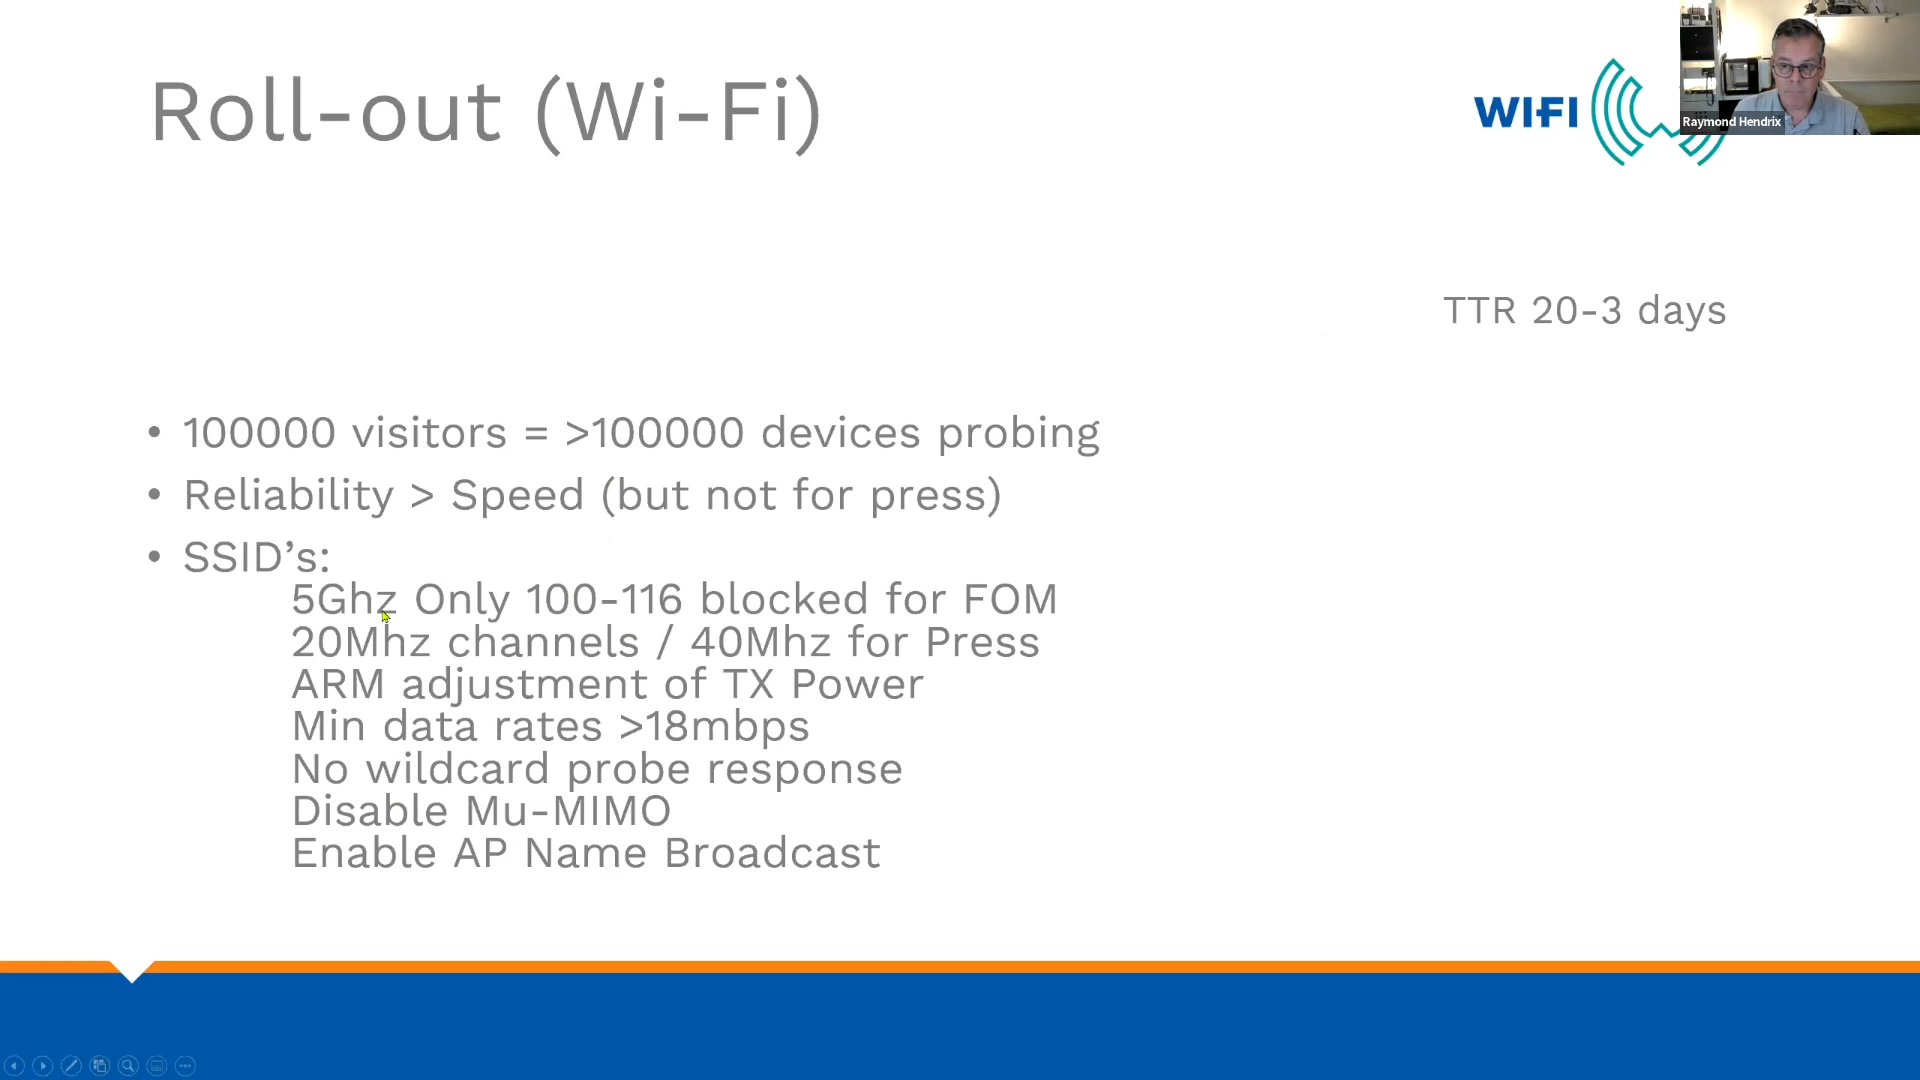 Roll-out (Wi-Fi)
WIFI
Raymond Hendrix
TTR 20-3 days
• 100000 visitors = >100000 devices probing
• Reliability > Speed (but not for press)
• SSID’s:
5Ghz Only 100-116 blocked for FOM
20Mhz channels / 40Mhz for Press
ARM adjustment of TX Power
Min data rates >18mbps
No wildcard probe response
Disable Mu-MIMO
Enable AP Name Broadcast